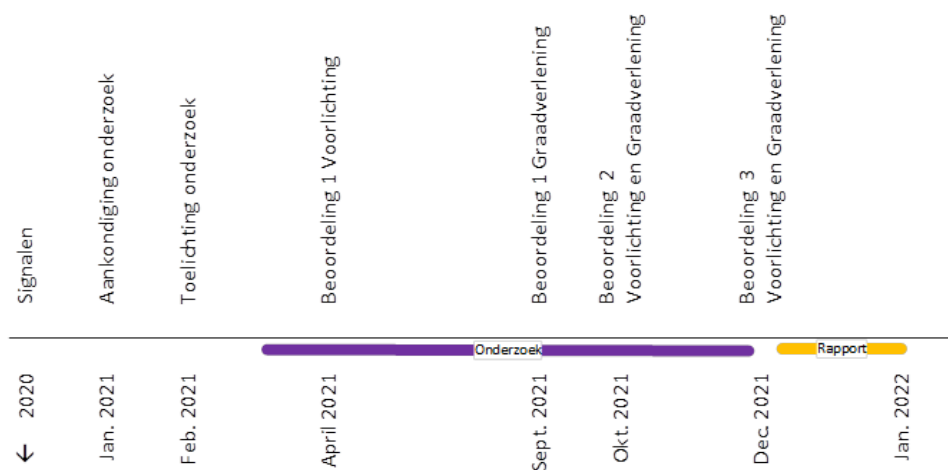 Signalen
Aankondiging onderzoek
Toelichting onderzoek
Beoordeling 1 Voorlichting
Beoordeling 1 Graadverlening
Beoordeling 2
Voorlichting en Graadverlening
Beoordeling 3
Voorlichting en Graadverlening
Onderzoek
Rapport
← 2020
Jan. 2021
Feb. 2021
April 2021
Sept. 2021
Okt. 2021
Dec. 2021
Jan. 2022